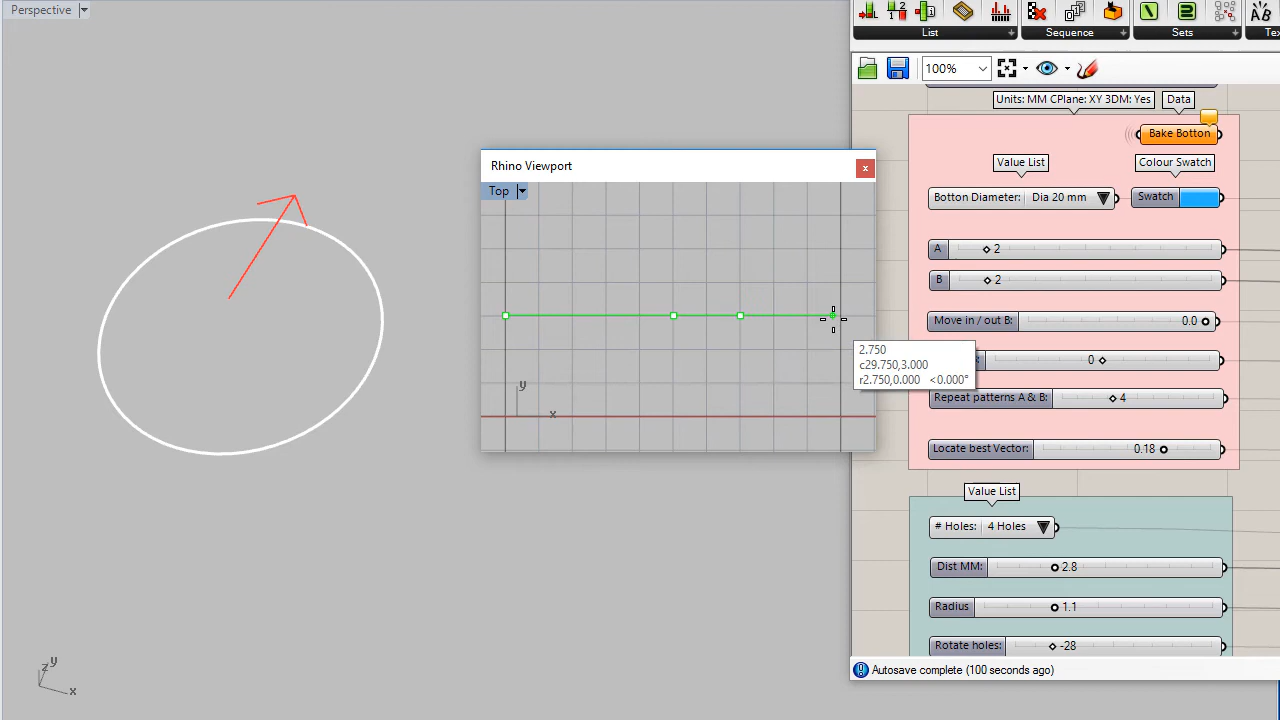 Perspective
List
Sequence
Sets
100%
Units: MM CPlane: XY 3DM: Yes
Data
Bake Botton
Value List
Colour Swatch
Botton Diameter: Dia 20 mm
Swatch
A 2
B 2
Move in / out B: 0.0
0
Repeat patterns A & B: 4
Locate best Vector: 0.18
Value List
# Holes: 4 Holes
Dist MM: 2.8
Radius 1.1
Rotate holes: -28
Autosave complete (100 seconds ago)
Rhino Viewport
x
Top
y
x
2.750
c29.750,3.000
r2.750,0.000 <0.000°
z y
x